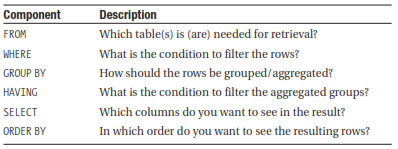 Component Description
FROM Which table(s) is (are) needed for retrieval?
WHERE What is the condition to filter the rows?
GROUP BY How should the rows be grouped/aggregated?
HAVING What is the condition to filter the aggregated groups?
SELECT Which columns do you want to see in the result?
ORDER BY In which order do you want to see the resulting rows?